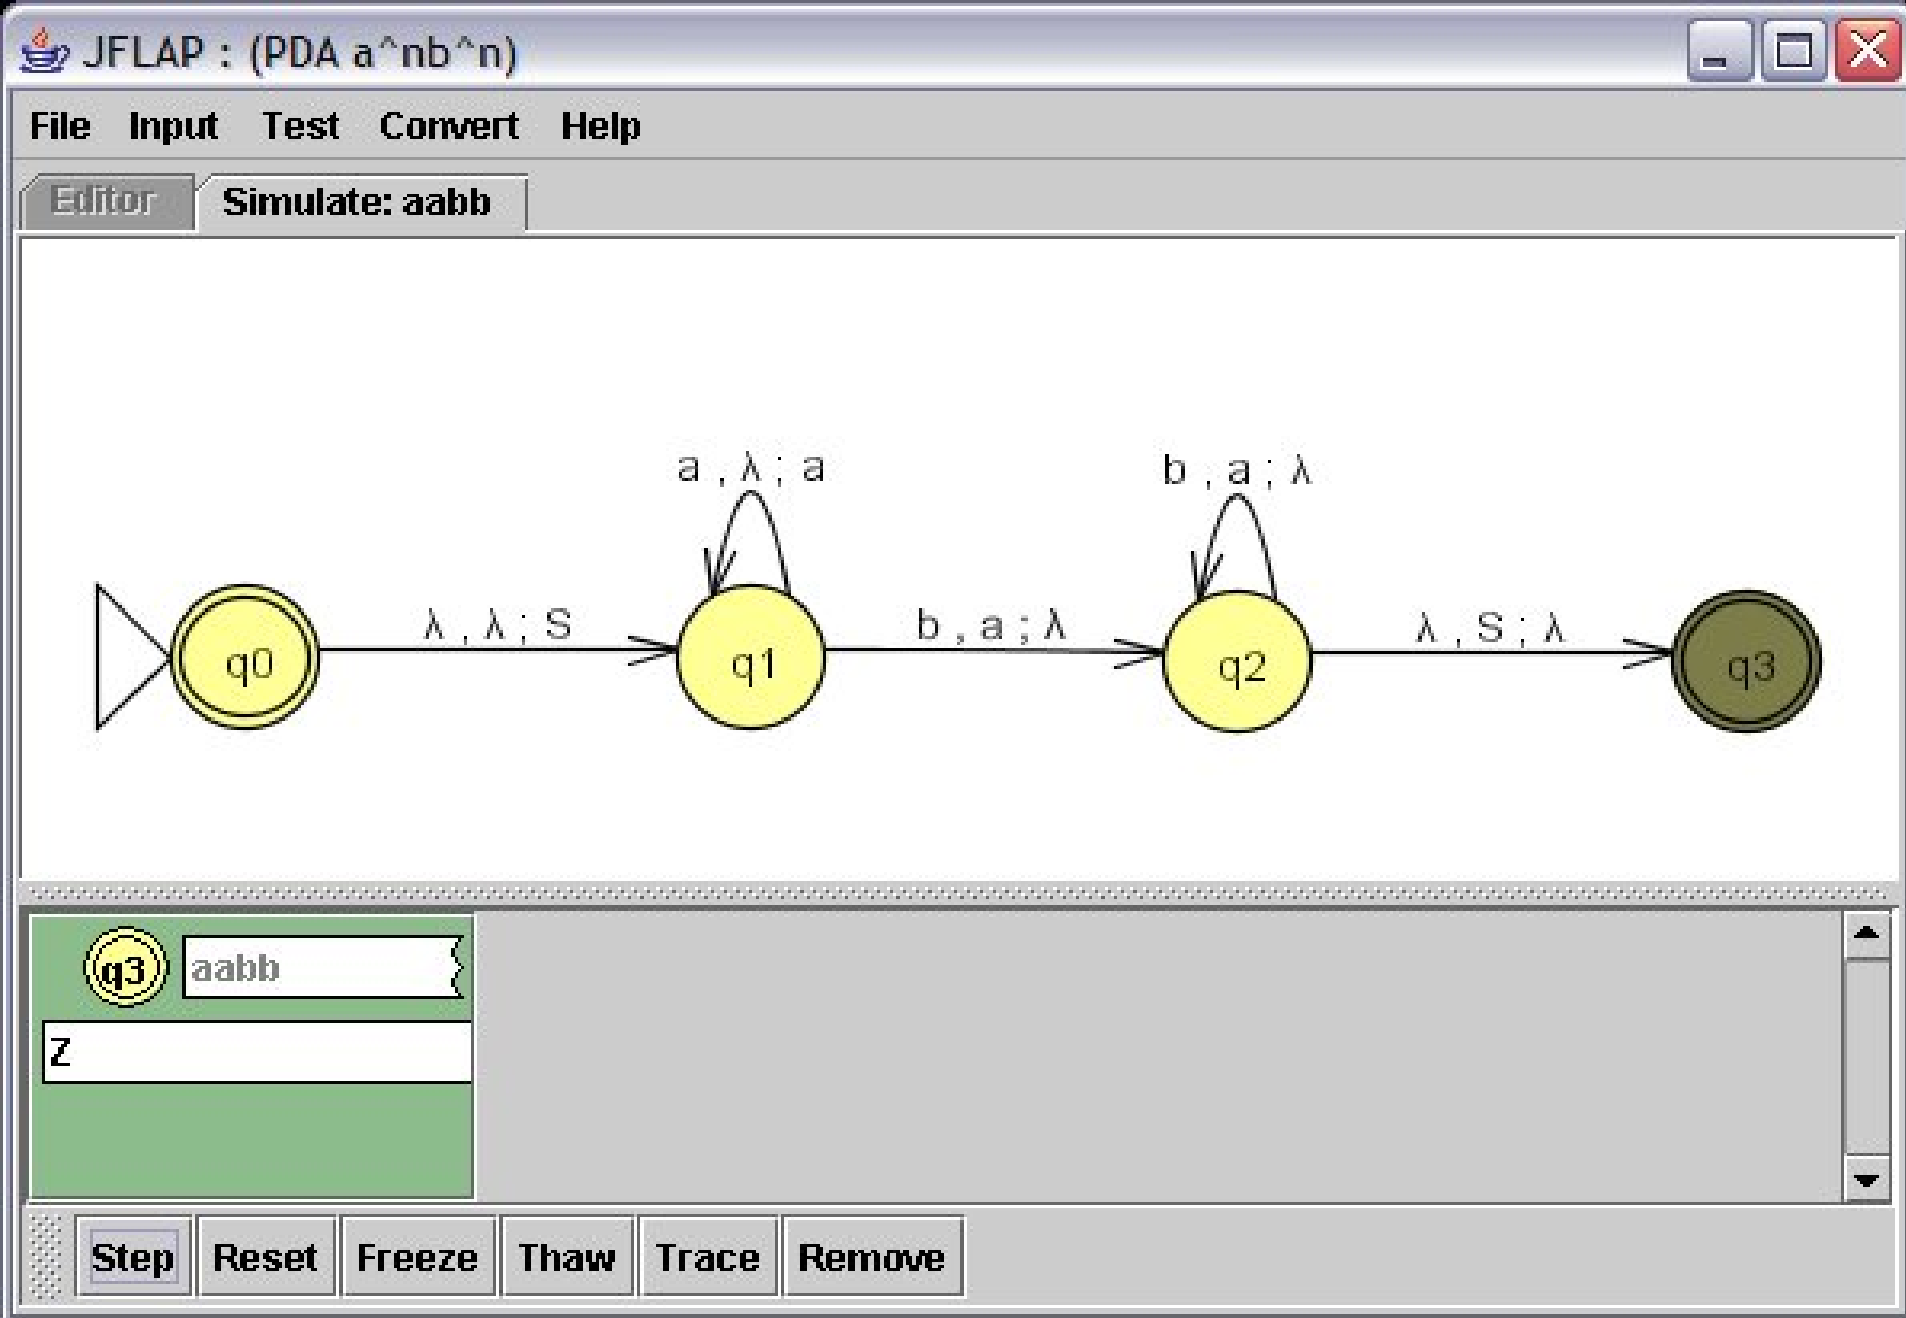 JFLAP : (PDA a^nb^n)
File Input Test Convert Help
Editor Simulate: aabb
a , λ ; a b , a ; λ
λ , λ ; S b , a ; λ λ , S ; λ
q0 q1 q2 q3
q3 aabb
Z
Step Reset Freeze Thaw Trace Remove